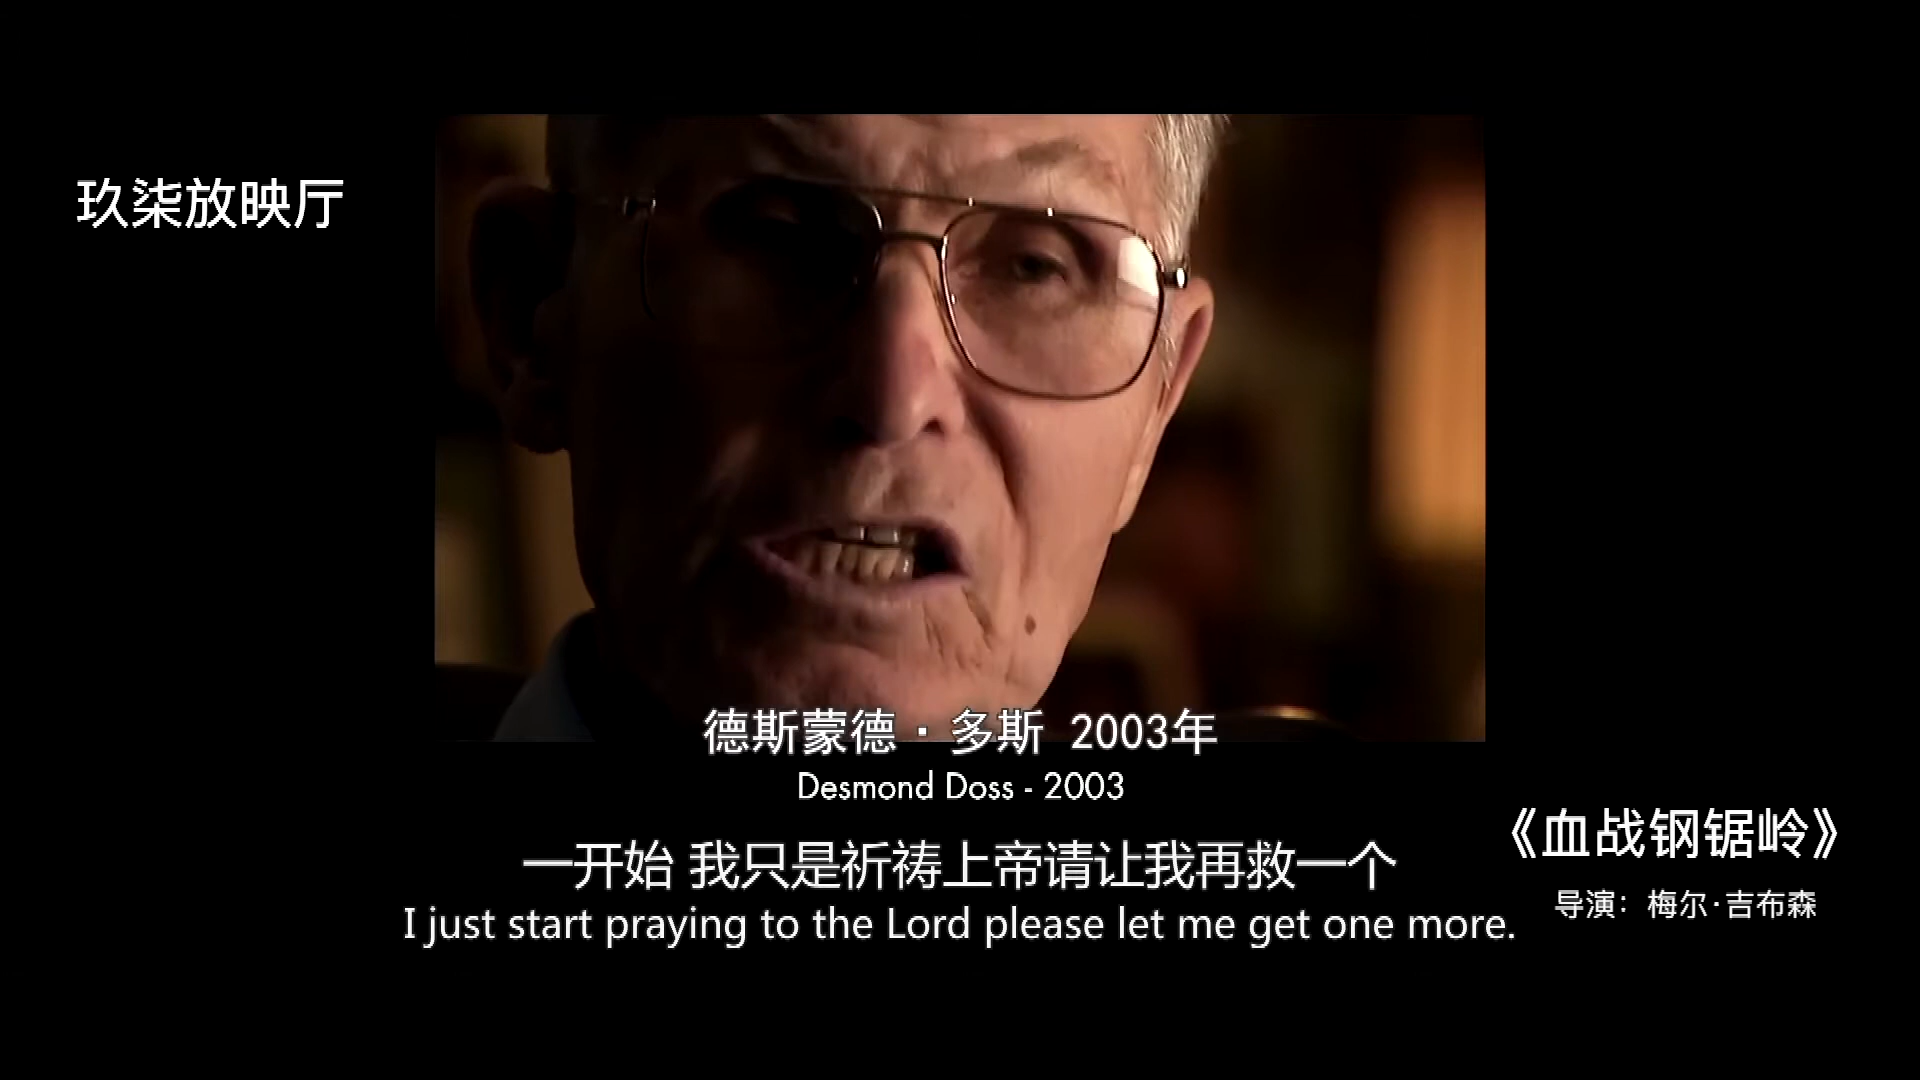 玖柒放映厅
德斯蒙德·多斯 2003年
Desmond Doss - 2003
《血战钢锯岭》
导演：梅尔·吉布森
一开始 我只是祈祷上帝请让我再救一个
I just start praying to the Lord please let me get one more.